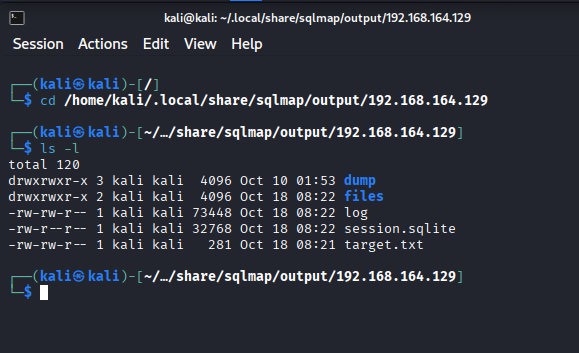 kali@kali: ~/.local/share/sqlmap/output/192.168.164.129
Session Actions Edit View Help
┌──(kali㉿kali)-[/]
└─$ cd /home/kali/.local/share/sqlmap/output/192.168.164.129
┌──(kali㉿kali)-[~/…/share/sqlmap/output/192.168.164.129]
└─$ ls -l
total 120
drwxrwxr-x 3 kali kali  4096 Oct 10 01:53 dump
drwxrwxr-x 2 kali kali  4096 Oct 18 08:22 files
-rw-rw-r-- 1 kali kali 73448 Oct 18 08:22 log
-rw-r--r-- 1 kali kali 32768 Oct 18 08:22 session.sqlite
-rw-rw-r-- 1 kali kali   281 Oct 18 08:21 target.txt
┌──(kali㉿kali)-[~/…/share/sqlmap/output/192.168.164.129]
└─$